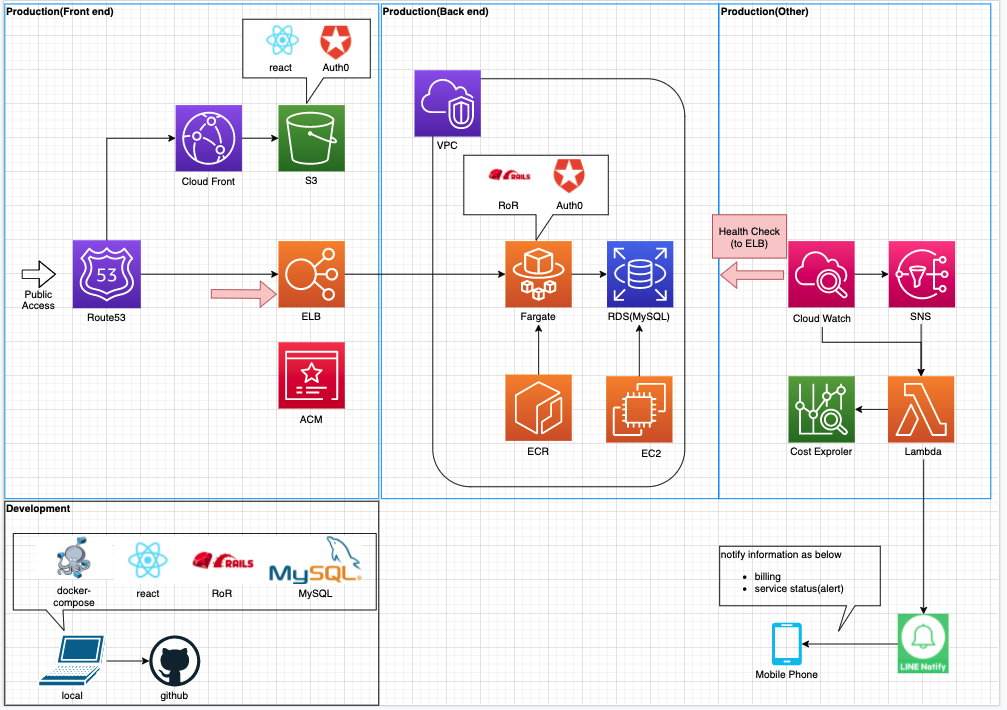 Production(Front end)
react
Auth0
Cloud Front
S3
Public
Access
53
Route53
ELB
ACM
Production(Back end)
VPC
RAILS
RoR
Auth0
Fargate
RDS(MySQL)
ECR
EC2
Production(Other)
Health Check
(to ELB)
Cloud Watch
SNS
Cost Exproler
Lambda
notify information as below
• billing
• service status(alert)
Mobile Phone
LINE Notify
Development
docker-
compose
react
RAILS
RoR
MySQL®
MySQL
local
github